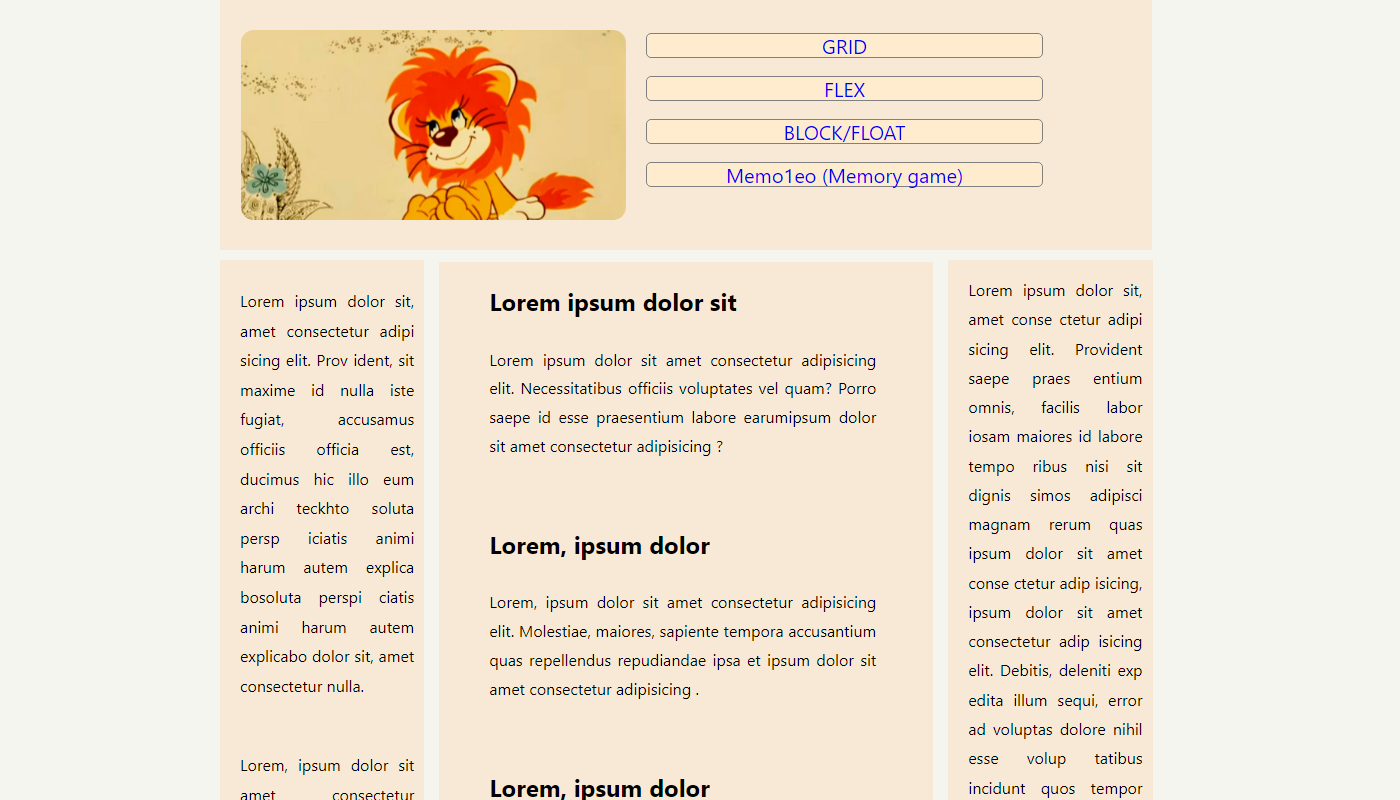 GRID
FLEX
BLOCK/FLOAT
Memo1eo (Memory game)
Lorem ipsum dolor sit,
amet consectetur adipi
sicing elit. Prov ident, sit
maxime id nulla iste
fugiat, accusamus
officiis officia est,
ducimus hic illo eum
archi teckhto soluta
persp iciatis animi
harum autem explica
bosoluta perspi ciatis
animi harum autem
explicabo dolor sit, amet
consectetur nulla.
Lorem, ipsum dolor sit
amet consectetur
Lorem ipsum dolor sit
Lorem ipsum dolor sit amet consectetur adipisicing
elit. Necessitatibus officiis voluptates vel quam? Porro
saepe id esse praesentium labore earumipsum dolor
sit amet consectetur adipisicing ?
Lorem, ipsum dolor
Lorem, ipsum dolor sit amet consectetur adipisicing
elit. Molestiae, maiores, sapiente tempora accusantium
quas repellendus repudiandae ipsa et ipsum dolor sit
amet consectetur adipisicing .
Lorem, ipsum dolor
Lorem ipsum dolor sit,
amet conse ctetur adipi
sicing elit. Provident
saepe praes entium
omnis, facilis labor
iosam maiores id labore
tempo ribus nisi sit
dignis simos adipisci
magnam rerum quas
ipsum dolor sit amet
conse ctetur adip isicing,
ipsum dolor sit amet
consectetur adip isicing
elit. Debitis, deleniti exp
edita illum sequi, error
ad voluptas dolore nihil
esse volup tatibus
incidunt quos tempor